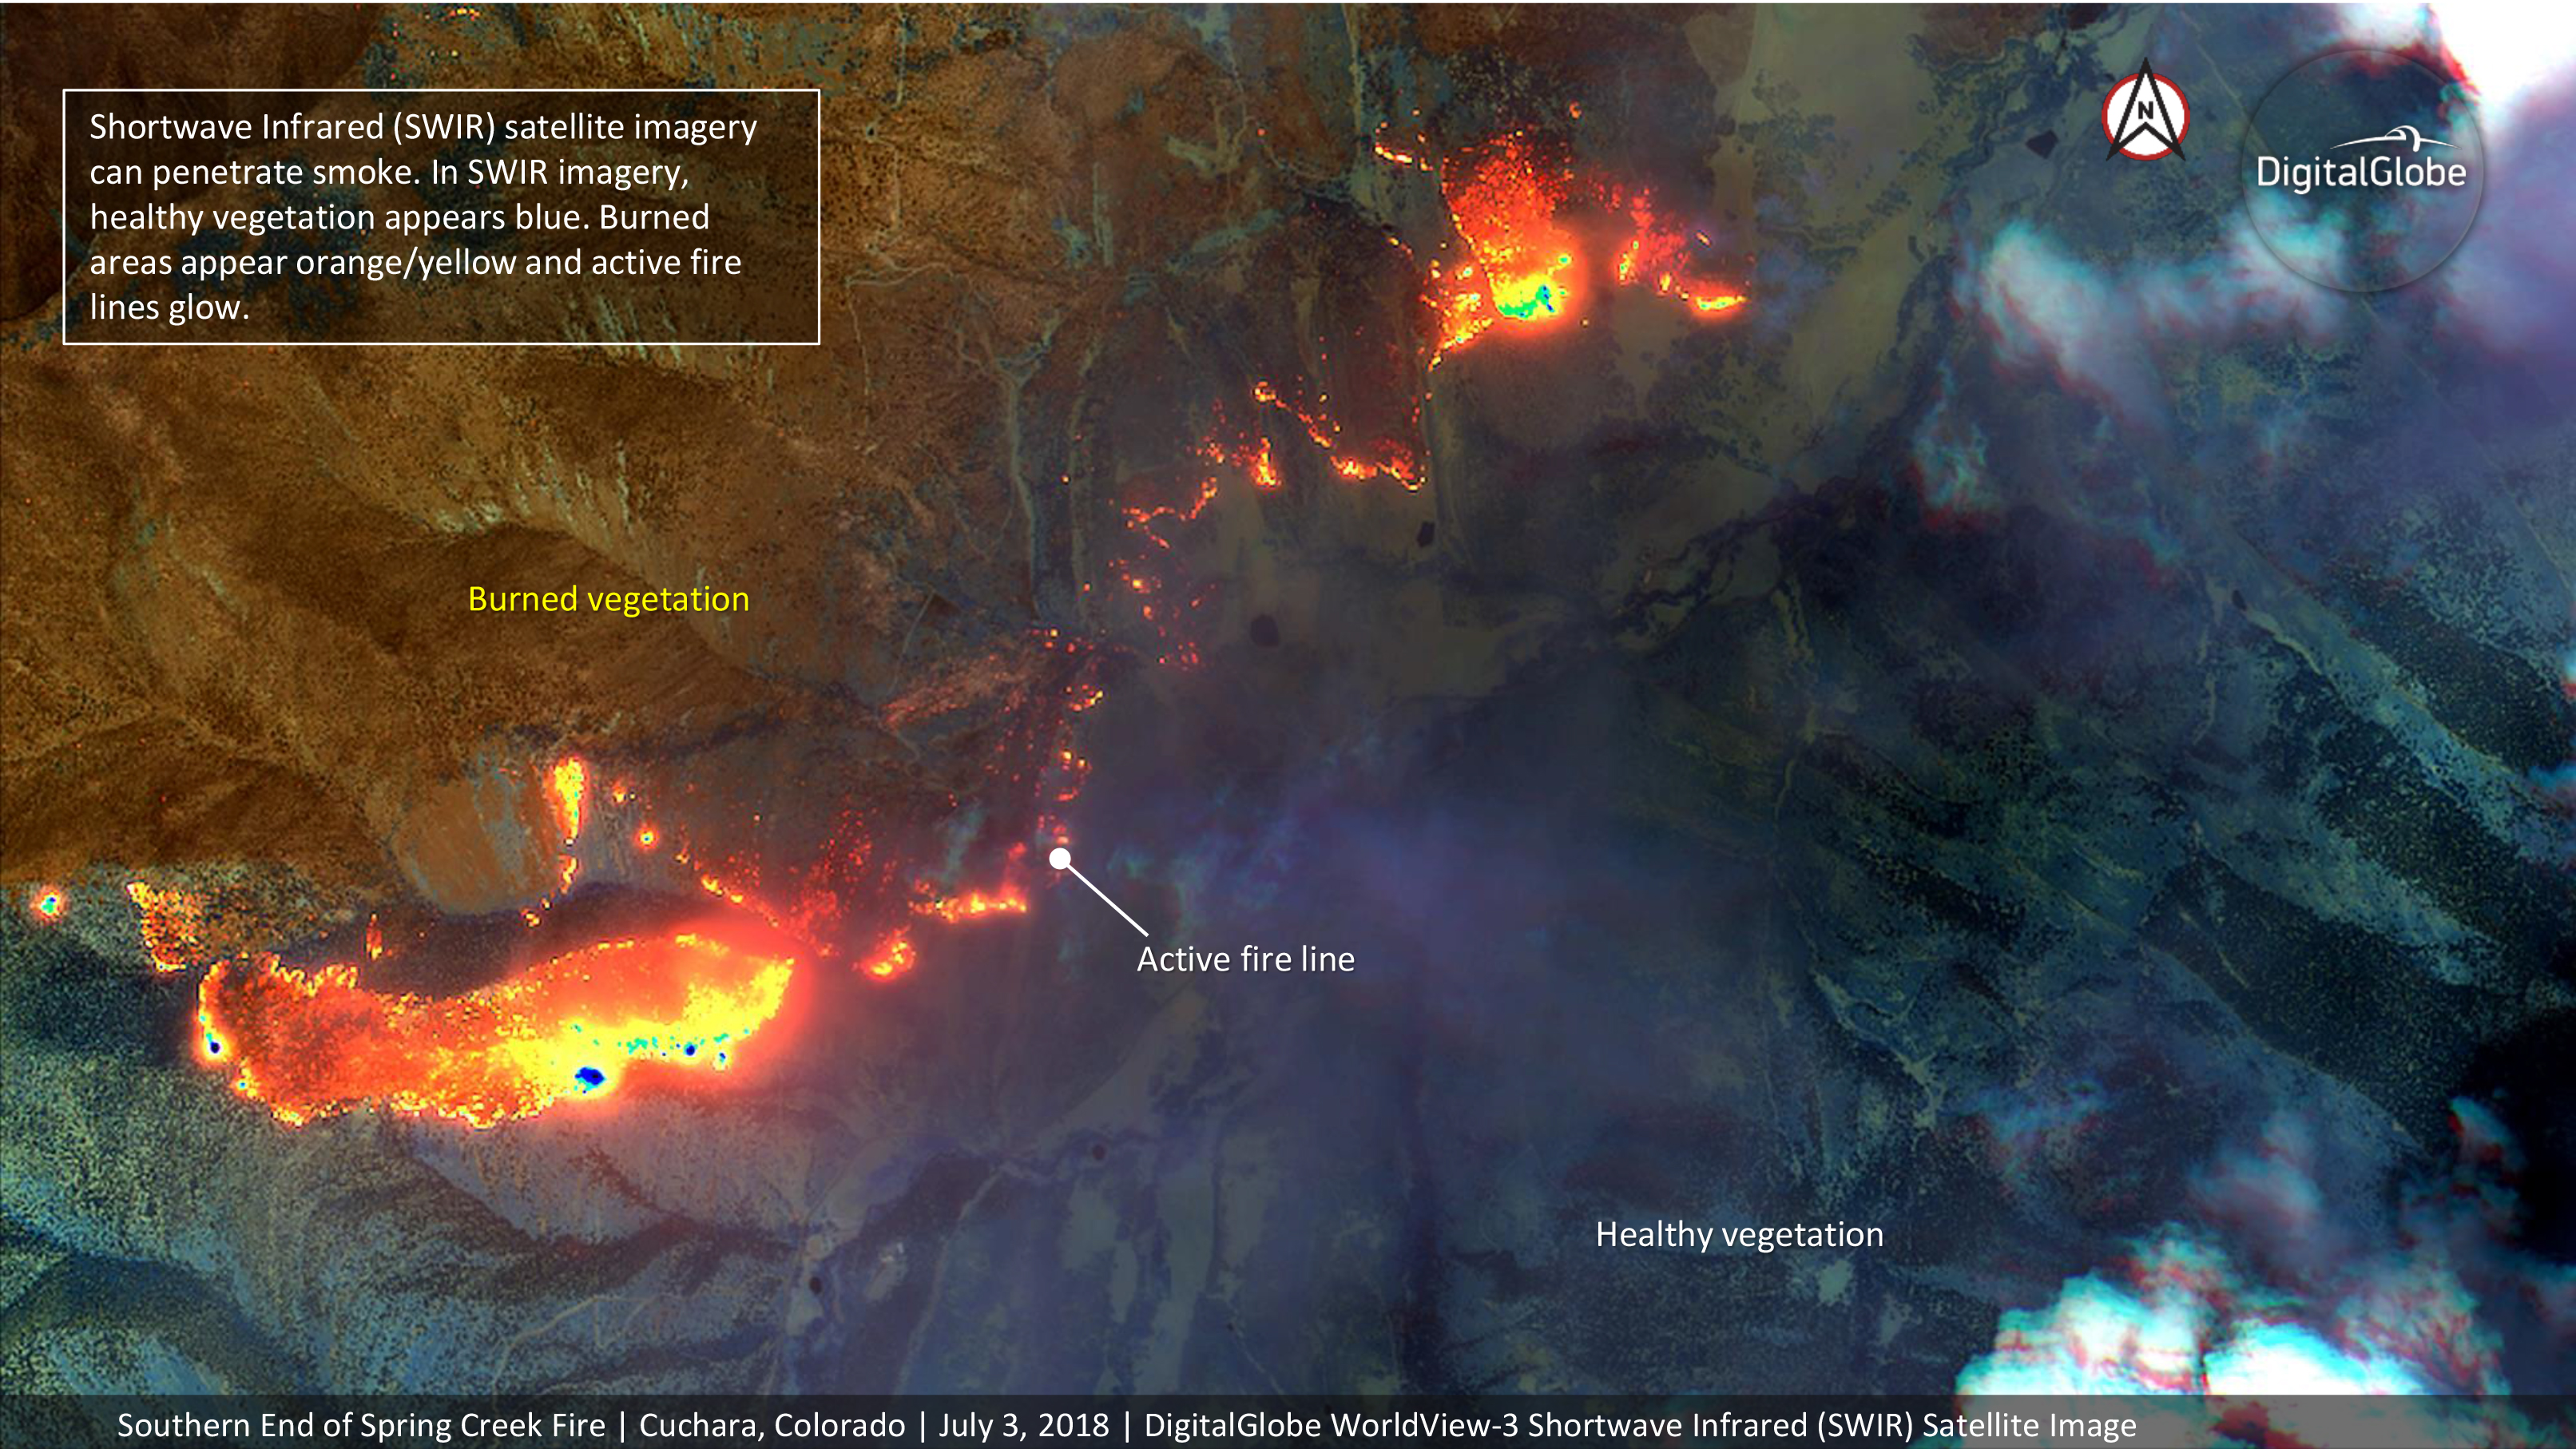 Shortwave Infrared (SWIR) satellite imagery
can penetrate smoke. In SWIR imagery,
healthy vegetation appears blue. Burned
areas appear orange/yellow and active fire
lines glow.
N
DigitalGlobe
Burned vegetation
Active fire line
Healthy vegetation
Southern End of Spring Creek Fire | Cuchara, Colorado | July 3, 2018 | DigitalGlobe WorldView-3 Shortwave Infrared (SWIR) Satellite Image